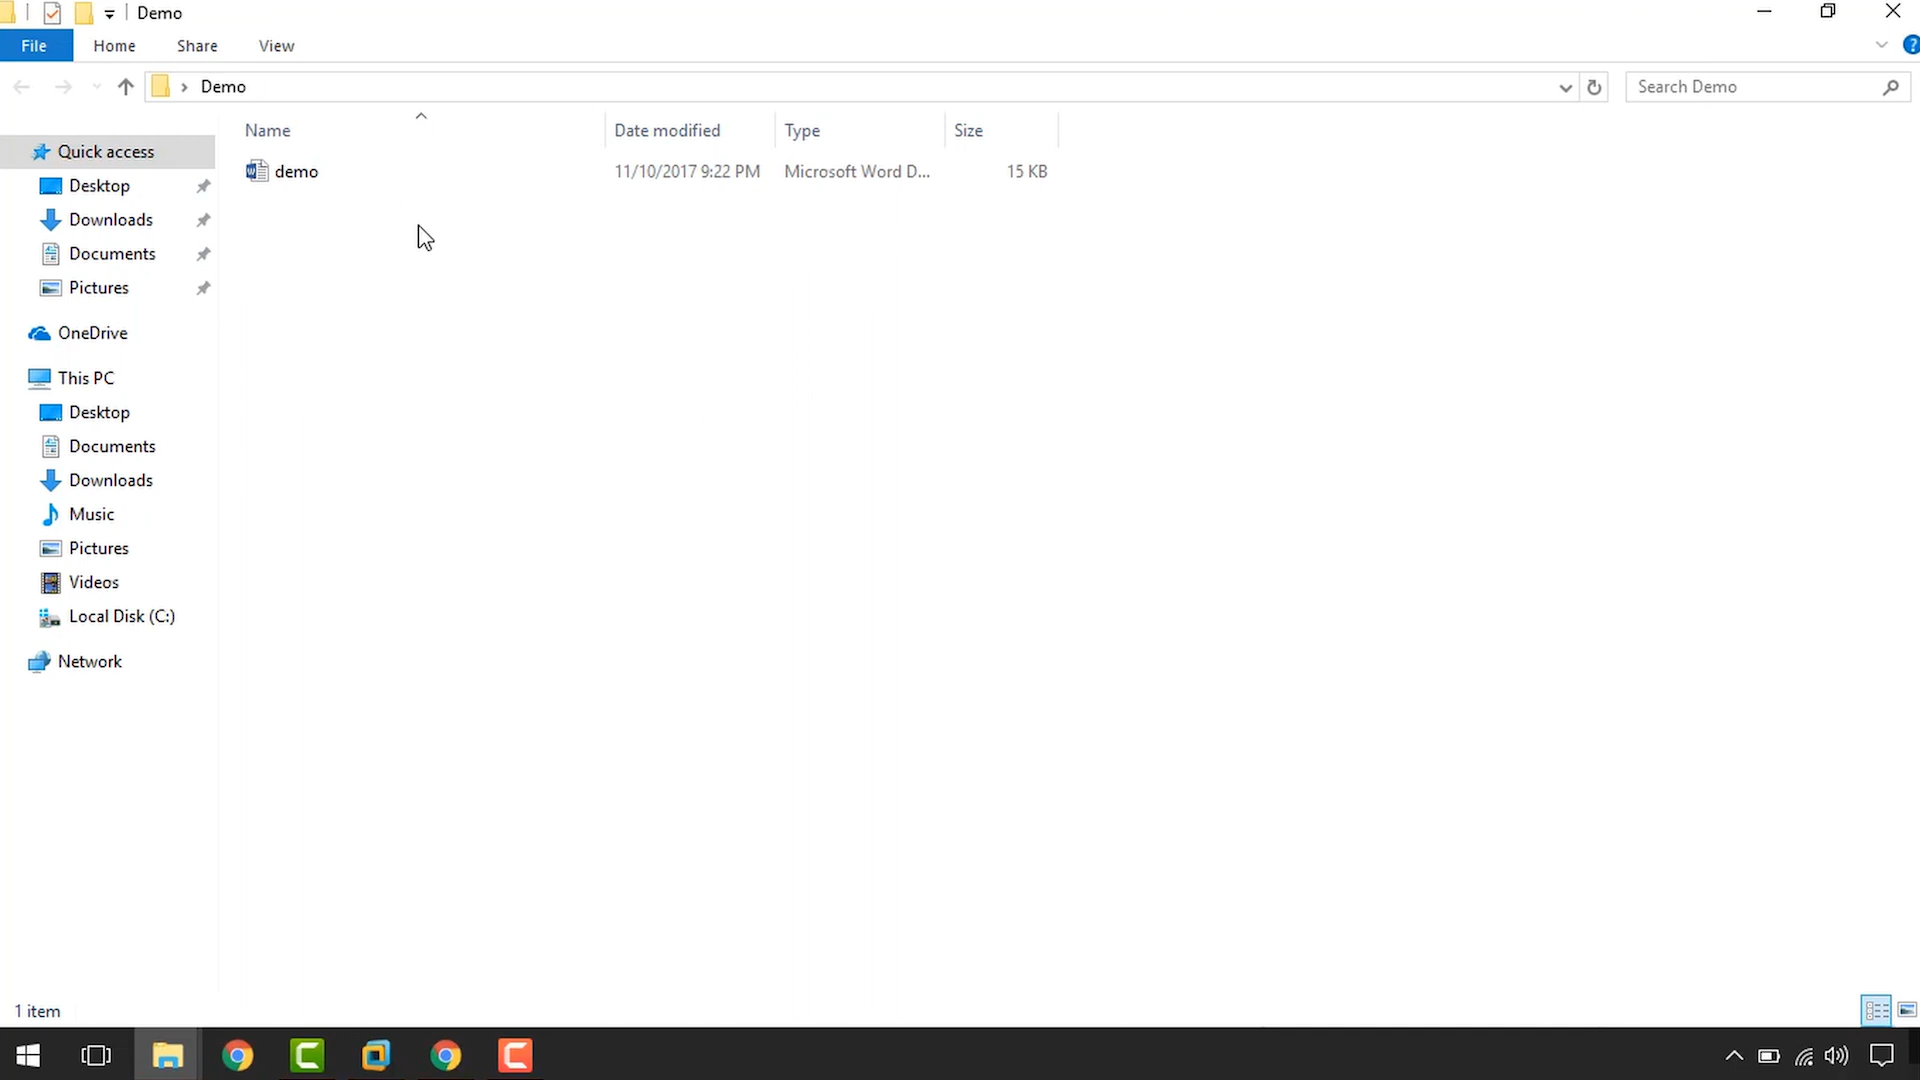 Demo
File Home Share View
Demo
Search Demo
Name Date modified Type Size
demo 11/10/2017 9:22 PM Microsoft Word D... 15 KB
Quick access
Desktop
Downloads
Documents
Pictures
OneDrive
This PC
Desktop
Documents
Downloads
Music
Pictures
Videos
Local Disk (C:)
Network
1 item